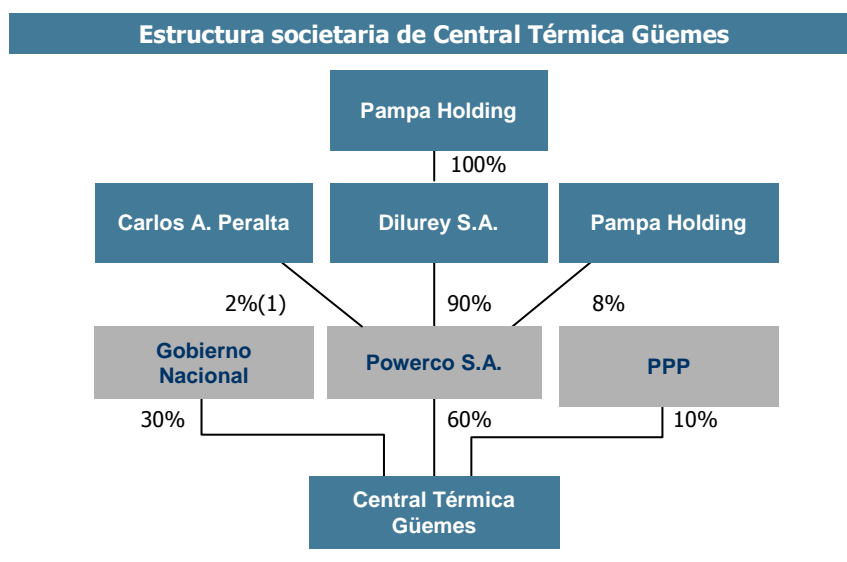 Estructura societaria de Central Térmica Güemes
Pampa Holding
100%
Carlos A. Peralta
Dilurey S.A.
Pampa Holding
2%(1)
90%
8%
Gobierno
Nacional
Powerco S.A.
PPP
30%
60%
10%
Central Térmica
Güemes